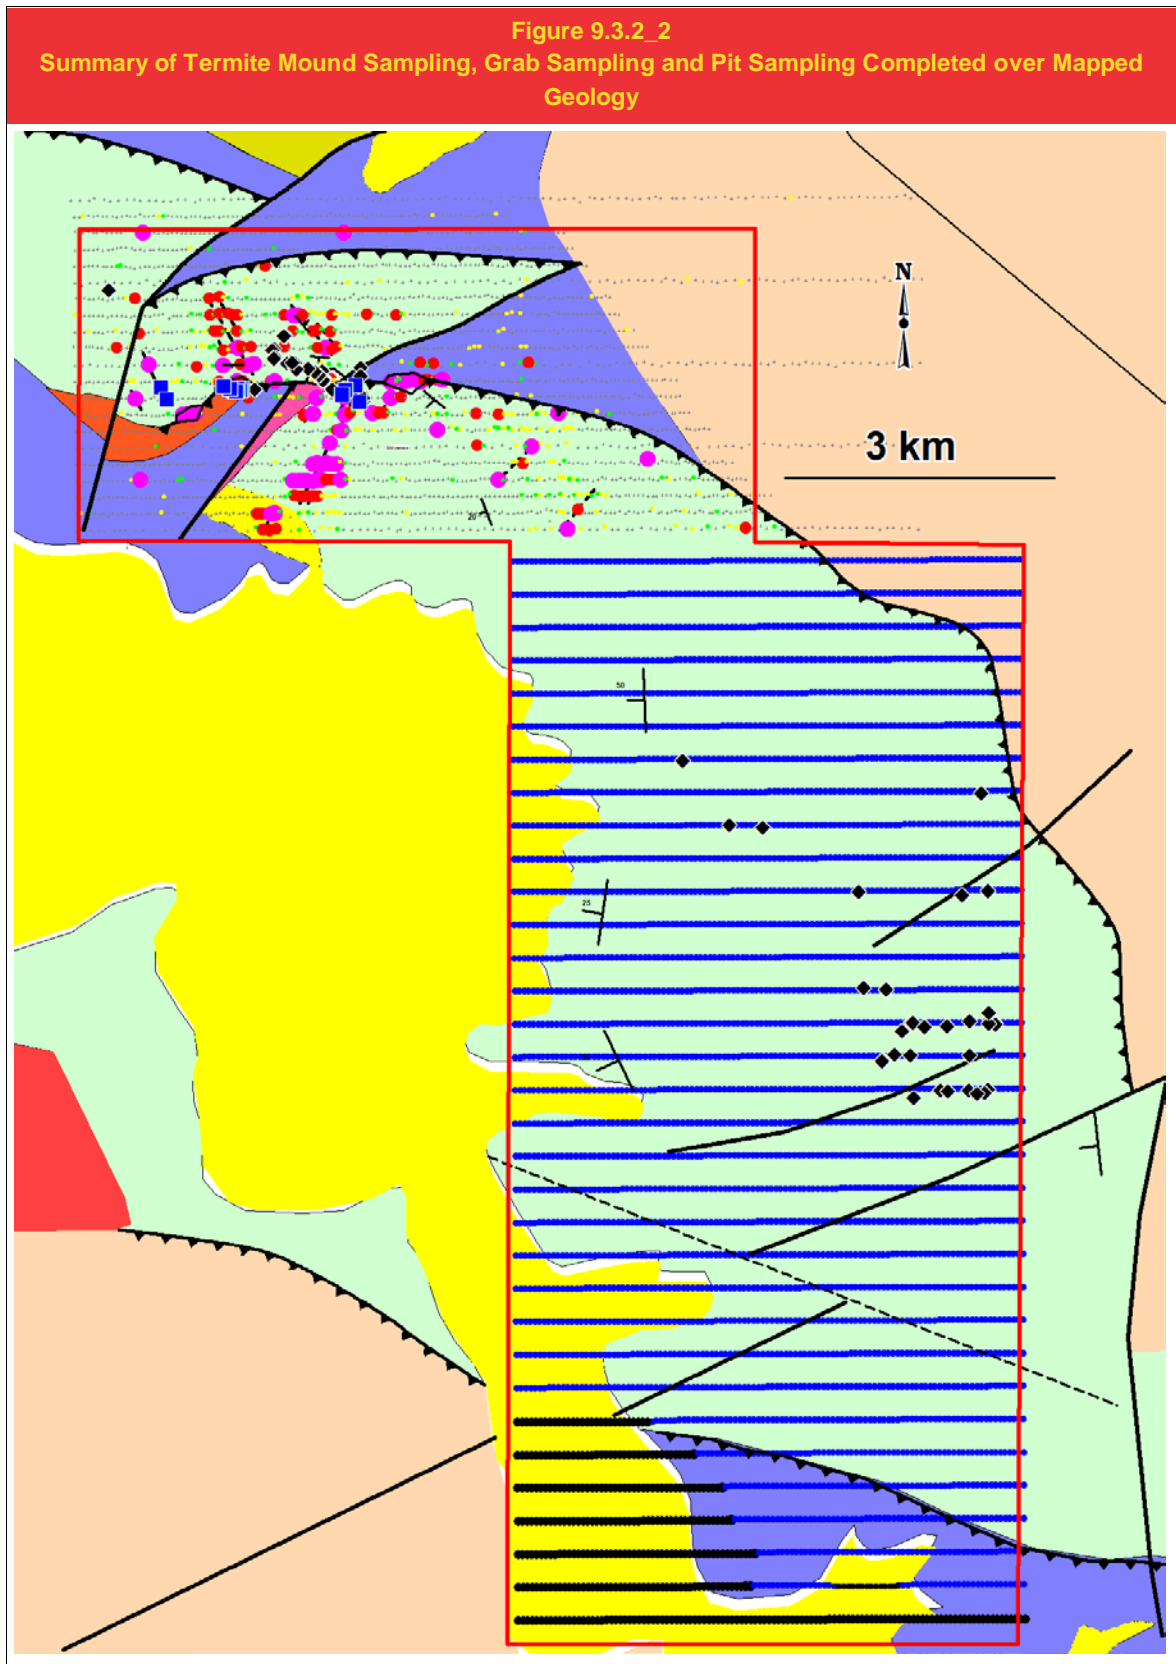 Figure 9.3.2_2
Summary of Termite Mound Sampling, Grab Sampling and Pit Sampling Completed over Mapped
Geology
N
3 km
20
50
25